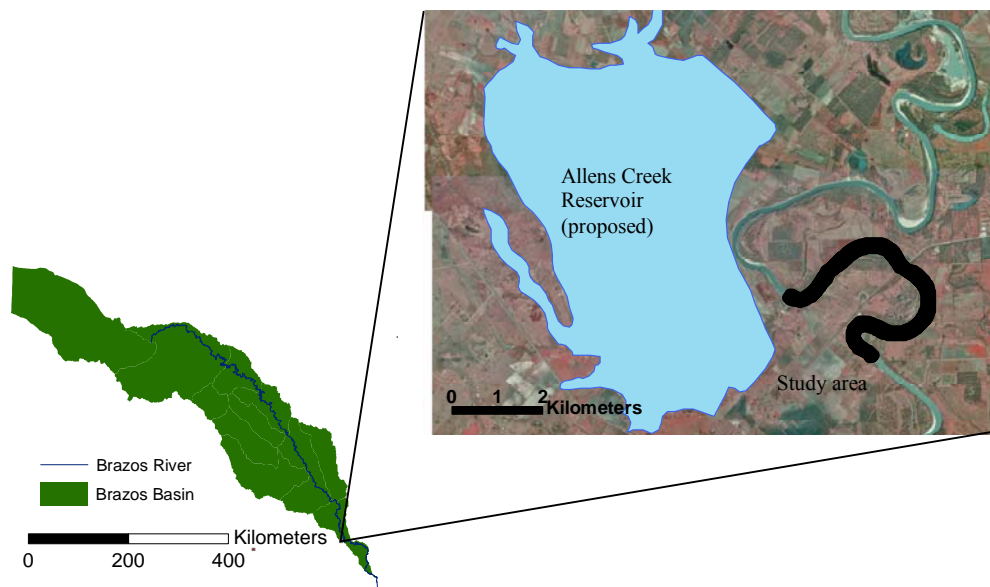 Allens Creek
Reservoir
(proposed)
Study area
0 1 2
Kilometers
Brazos River
Brazos Basin
Kilometers
0 200 400